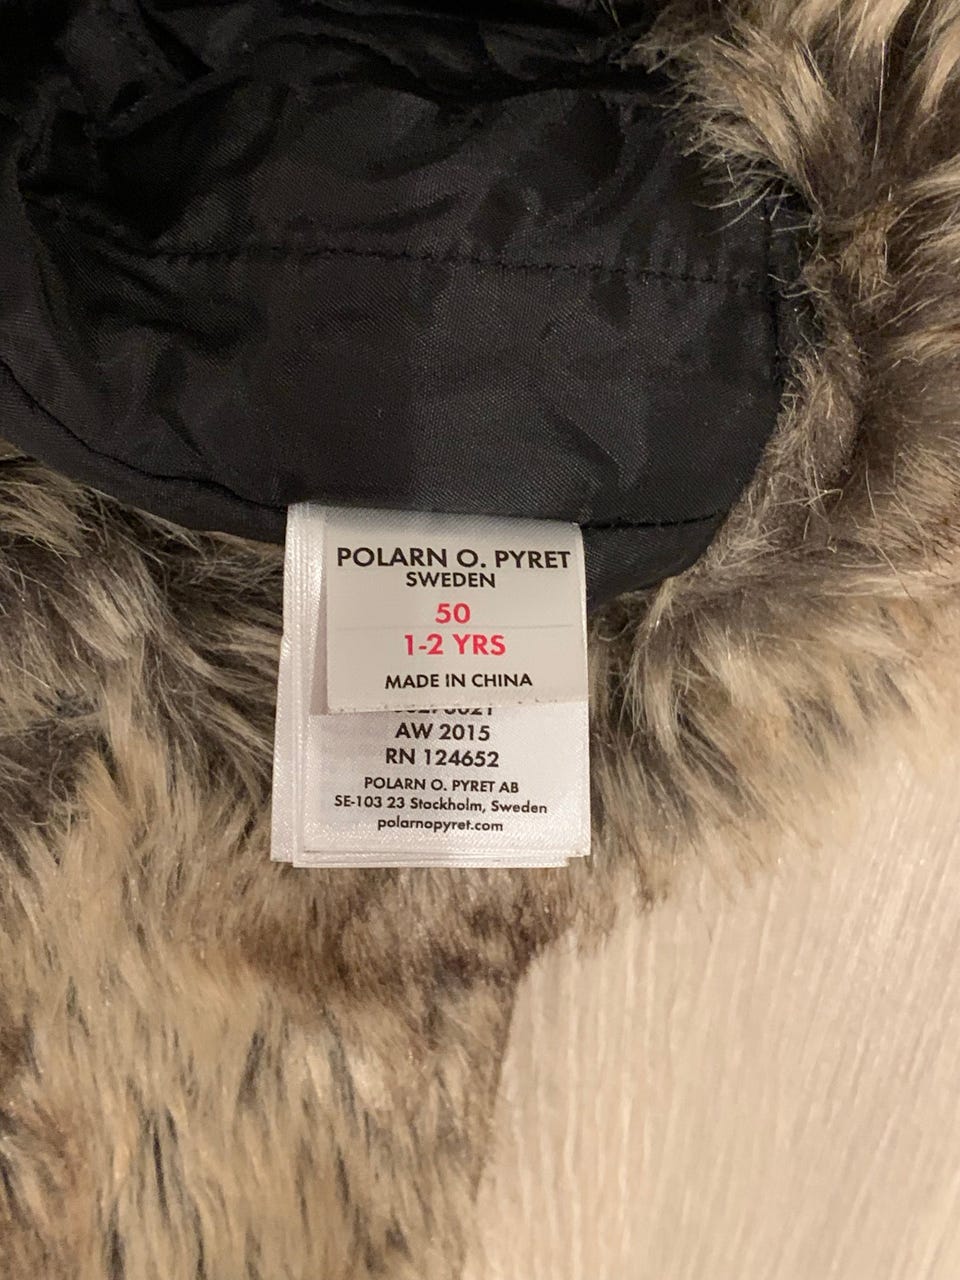 POLARN O. PYRET
SWEDEN
50
1-2 YRS
MADE IN CHINA
AW 2015
RN 124652
POLARN O. PYRET AB
SE-103 23 Stockholm, Sweden
polarnopyret.com